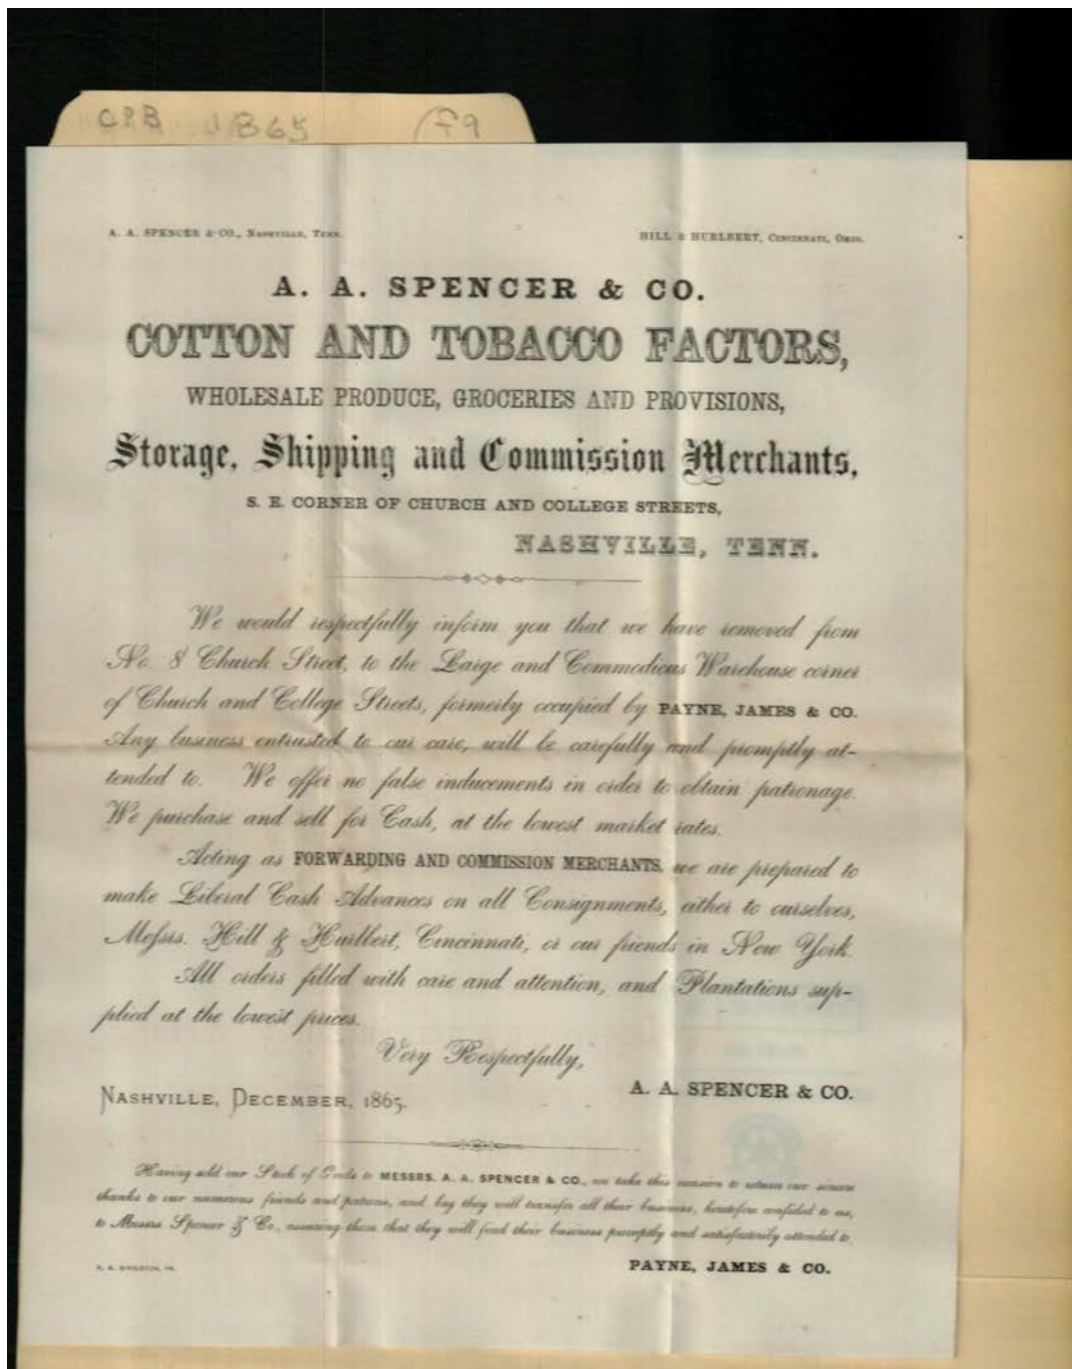 CPB 1865 (f9
A. A. SPENCER & CO., NASHVILLE, TENN. HILL & HURLBERT, CINCINNATI, OHIO.
A. A. SPENCER & CO.
COTTON AND TOBACCO FACTORS,
WHOLESALE PRODUCE, GROCERIES AND PROVISIONS,
Storage, Shipping and Commission Merchants,
S. E. CORNER OF CHURCH AND COLLEGE STREETS,
NASHVILLE, TENN.
We would respectfully inform you that we have removed from
No. 8 Church Street, to the Large and Commodious Warehouse corner
of Church and College Streets, formerly occupied by PAYNE, JAMES & CO.
Any business entrusted to our care, will be carefully and promptly at-
tended to. We offer no false inducements in order to obtain patronage.
We purchase and sell for Cash, at the lowest market rates.
Acting as FORWARDING AND COMMISSION MERCHANTS, we are prepared to
make Liberal Cash Advances on all Consignments, either to ourselves,
Messrs. Hill & Hurlbert, Cincinnati, or our friends in New York.
All orders filled with care and attention, and Plantations sup-
plied at the lowest prices.
Very Respectfully,
A. A. SPENCER & CO.
NASHVILLE, DECEMBER, 1865.
Having sold our Stock of Goods to MESSRS. A. A. SPENCER & CO., we take this occasion to return our sincere
thanks to our numerous friends and patrons, and beg they will transfer all their business, heretofore confided to us,
to Messrs. Spencer & Co., assuring them that they will find their business promptly and satisfactorily attended to.
PAYNE, JAMES & CO.